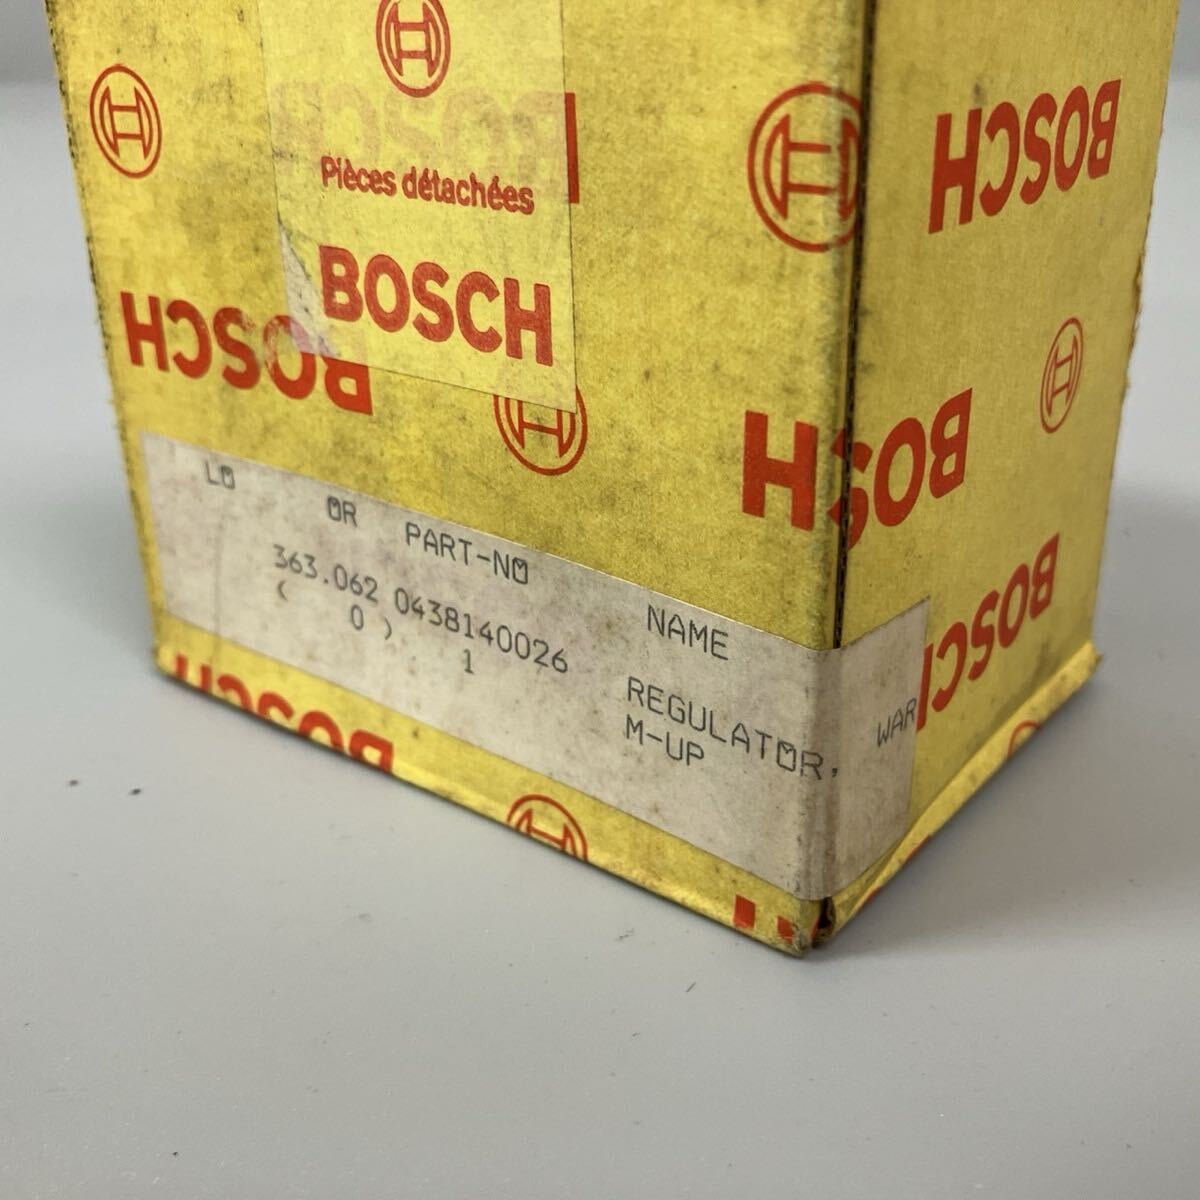 Pièces détachées
BOSCH
BOSCH
BOSCH
BOSCH
BOSCH
BOSCH
BOSCH
LO OR PART-NO NAME
363.062 0438140026 REGULATOR, WAR
( 0 ) 1 M-UP